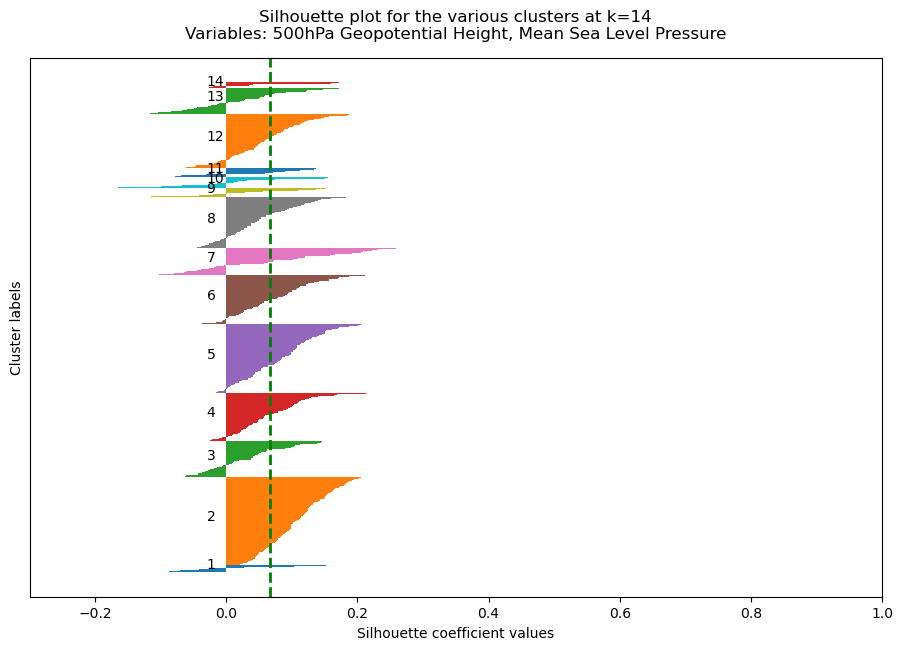 Silhouette plot for the various clusters at k=14
Variables: 500hPa Geopotential Height, Mean Sea Level Pressure
Cluster labels
14
13
12
11
10
9
8
7
6
5
4
3
2
1
−0.2 0.0 0.2 0.4 0.6 0.8 1.0
Silhouette coefficient values